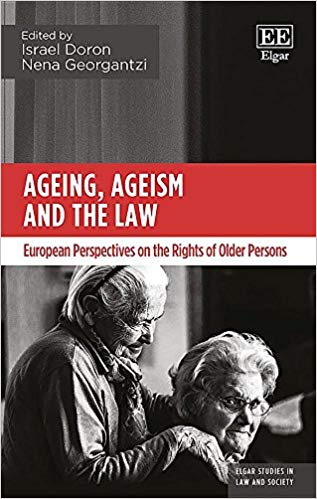 Edited by
Israel Doron
Nena Georgantzi
EE
Elgar
AGEING, AGEISM
AND THE LAW
European Perspectives on the Rights of Older Persons
ELGAR STUDIES IN
LAW AND SOCIETY